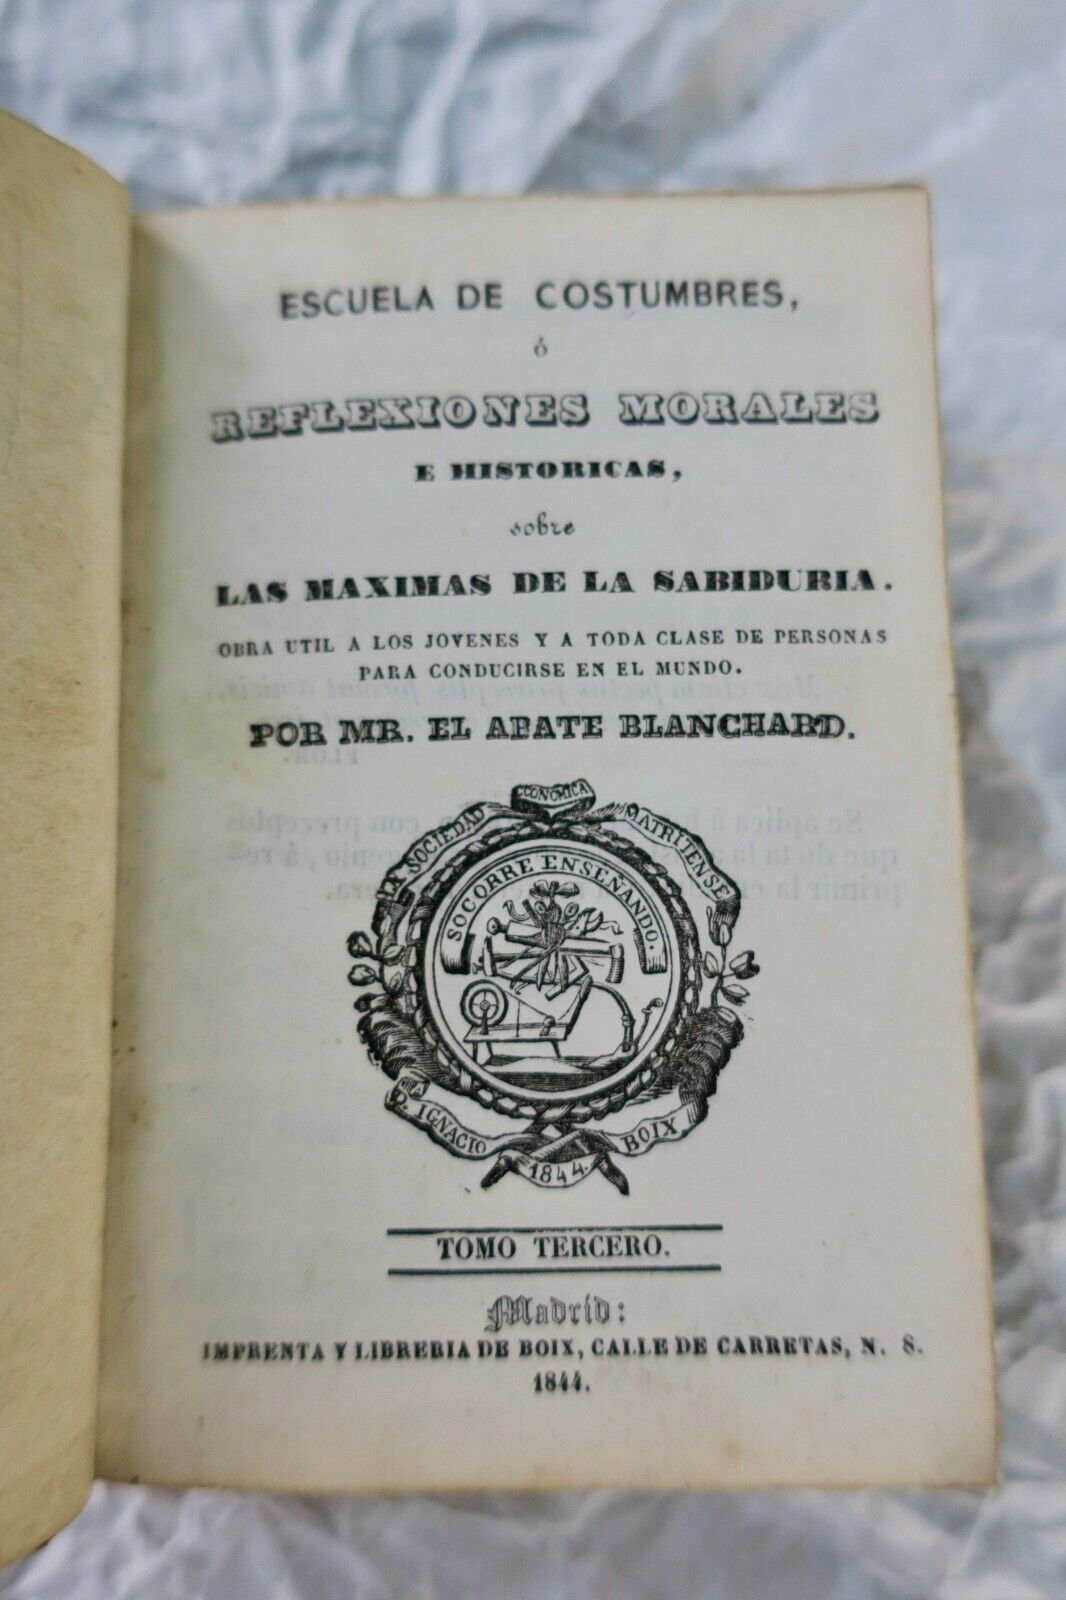 ESCUELA DE COSTUMBRES,
ó
REFLEXIONES MORALES
E HISTORICAS,
sobre
LAS MAXIMAS DE LA SABIDURIA.
OBRA UTIL A LOS JOVENES Y A TODA CLASE DE PERSONAS
PARA CONDUCIRSE EN EL MUNDO.
POR MR. EL ABATE BLANCHARD.
LA SOCIEDAD ECONOMICA MATRITENSE
SOCORRE ENSEÑANDO.
A D. IGNACIO BOIX
1844.
TOMO TERCERO.
Madrid:
IMPRENTA Y LIBRERIA DE BOIX, CALLE DE CARRETAS, N. 8.
1844.